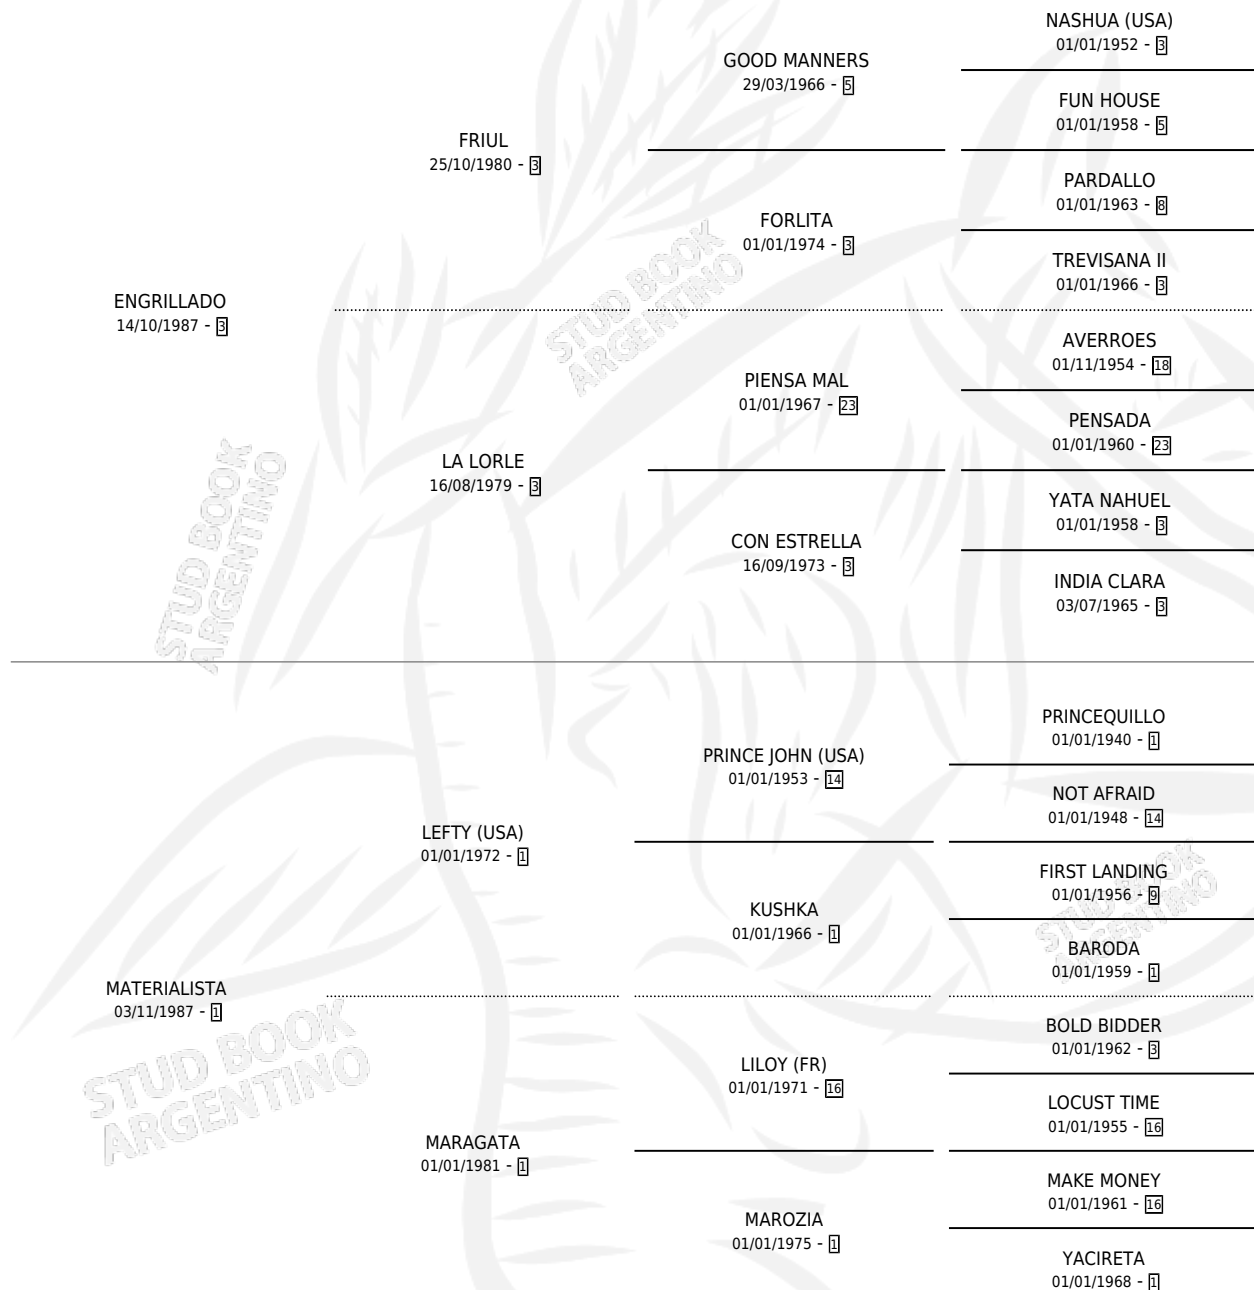 NASHUA (USA)
01/01/1952 - 3
GOOD MANNERS
29/03/1966 - 5
FUN HOUSE
01/01/1958 - 5
FRIUL
25/10/1980 - 3
PARDALLO
01/01/1963 - 8
FORLITA
01/01/1974 - 3
TREVISANA II
01/01/1966 - 3
ENGRILLADO
14/10/1987 - 3
AVERROES
01/11/1954 - 18
PIENSA MAL
01/01/1967 - 23
PENSADA
01/01/1960 - 23
LA LORLE
16/08/1979 - 3
YATA NAHUEL
01/01/1958 - 3
CON ESTRELLA
16/09/1973 - 3
INDIA CLARA
03/07/1965 - 3
PRINCEQUILLO
01/01/1940 - 1
PRINCE JOHN (USA)
01/01/1953 - 14
NOT AFRAID
01/01/1948 - 14
LEFTY (USA)
01/01/1972 - 1
FIRST LANDING
01/01/1956 - 9
KUSHKA
01/01/1966 - 1
BARODA
01/01/1959 - 1
MATERIALISTA
03/11/1987 - 1
BOLD BIDDER
01/01/1962 - 3
LILOY (FR)
01/01/1971 - 16
LOCUST TIME
01/01/1955 - 16
MARAGATA
01/01/1981 - 1
MAKE MONEY
01/01/1961 - 16
MAROZIA
01/01/1975 - 1
YACIRETA
01/01/1968 - 1
STUD BOOK
ARGENTINO
STUD BOOK
ARGENTINO
STUD BOOK
ARGENTINO
STUD BOOK
ARGENTINO